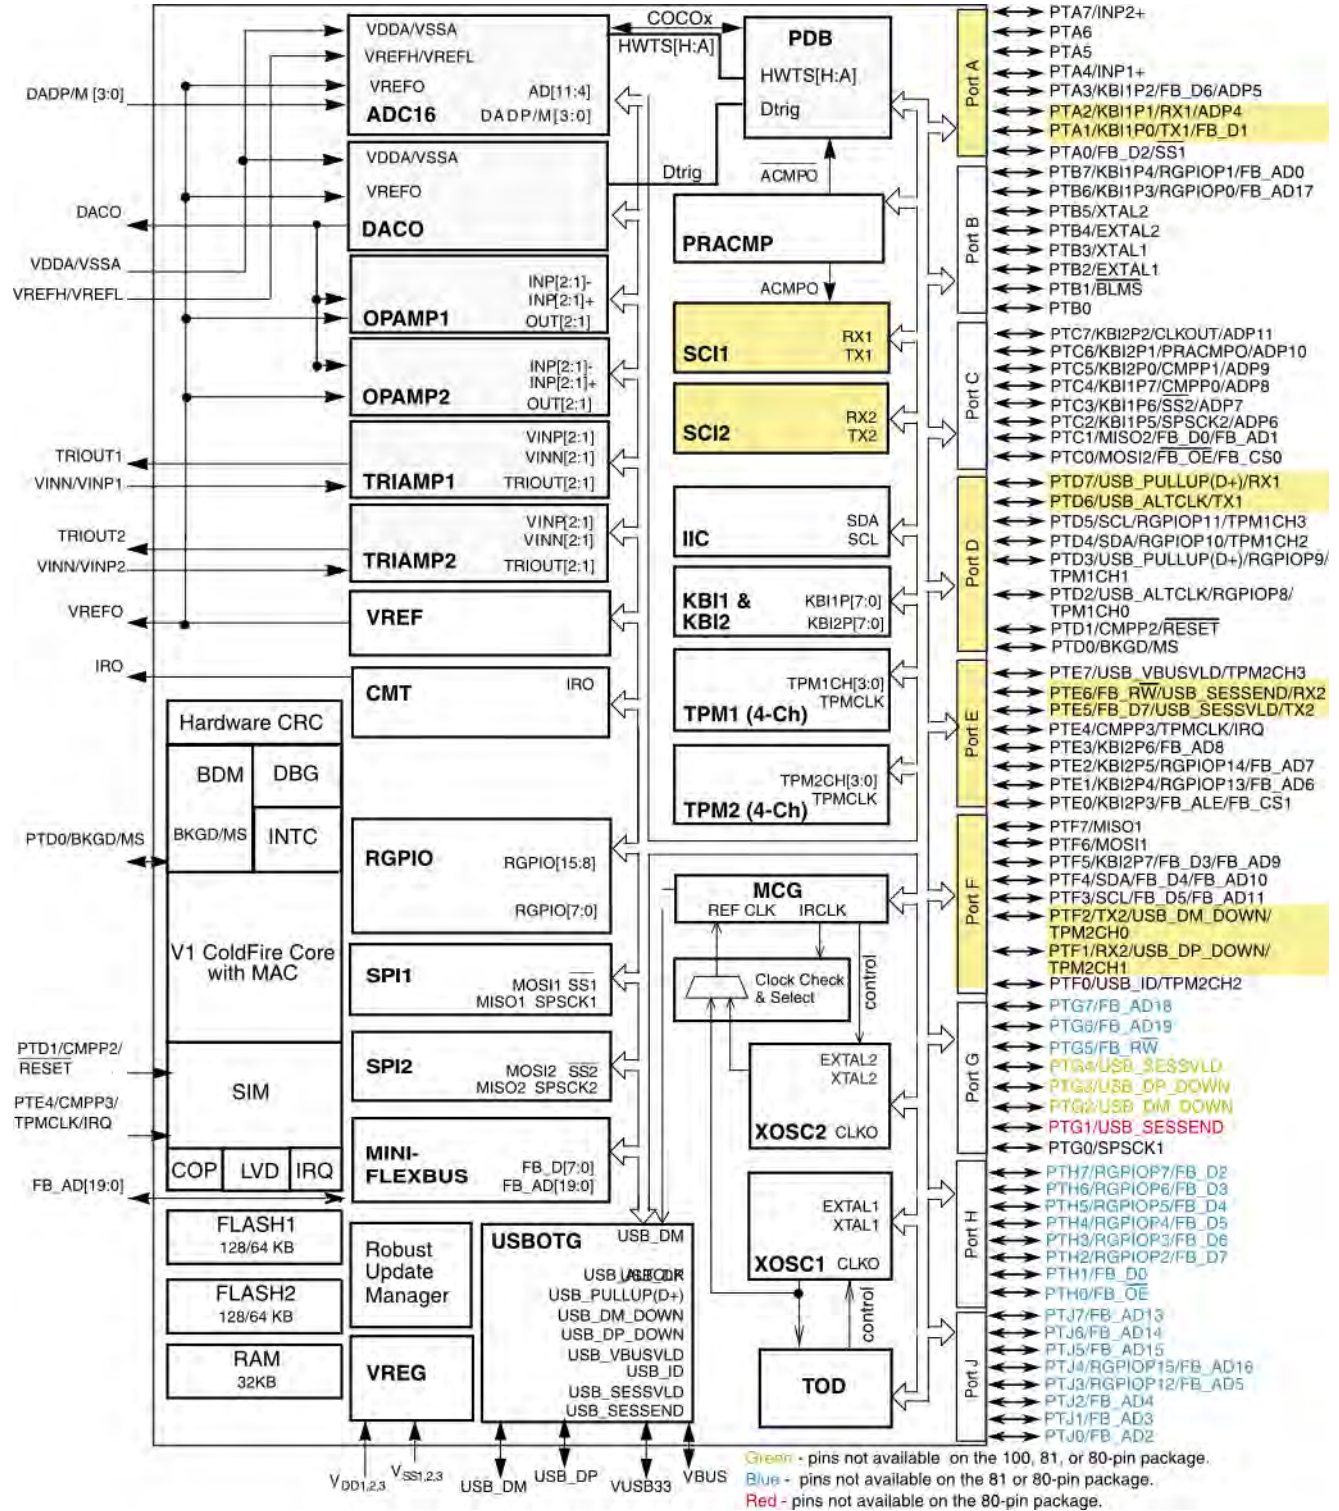 DADP/M [3:0]
DACO
VDDA/VSSA
VREFH/VREFL
TRIOUT1
VINN/VINP1
TRIOUT2
VINN/VINP2
VREFO
IRO
PTD0/BKGD/MS
PTD1/CMPP2/
RESET
PTE4/CMPP3/
TPMCLK/IRQ
FB_AD[19:0]
VDDA/VSSA
VREFH/VREFL
VREFO
AD[11:4]
ADC16
DADP/M[3:0]
VDDA/VSSA
VREFO
DACO
INP[2:1]-
INP[2:1]+
OPAMP1
OUT[2:1]
INP[2:1]-
INP[2:1]+
OPAMP2
OUT[2:1]
VINP[2:1]
VINN[2:1]
TRIAMP1
TRIOUT[2:1]
VINP[2:1]
VINN[2:1]
TRIAMP2
TRIOUT[2:1]
VREF
CMT
IRO
Hardware CRC
BDM
DBG
BKGD/MS
INTC
V1 ColdFire Core
with MAC
SIM
COP
LVD
IRQ
FLASH1
128/64 KB
FLASH2
128/64 KB
RAM
32KB
RGPIO
RGPIO[15:8]
RGPIO[7:0]
SPI1
MOSI1 SS1
MISO1 SPSCK1
SPI2
MOSI2 SS2
MISO2 SPSCK2
MINI-
FLEXBUS
FB_D[7:0]
FB_AD[19:0]
Robust
Update
Manager
VREG
USBOTG
USB_DM
USB_PULLUP(D+)
USB_DM_DOWN
USB_DP_DOWN
USB_VBUSVLD
USB_ID
USB_SESSVLD
USB_SESSEND
VDD1,2,3
VSS1,2,3
USB_DM
USB_DP
VUSB33
VBUS
COCOx
HWTS[H:A]
Dtrig
PDB
HWTS[H:A]
Dtrig
ACMPO
PRACMP
ACMPO
SCI1
RX1
TX1
SCI2
RX2
TX2
IIC
SDA
SCL
KBI1 &
KBI2
KBI1P[7:0]
KBI2P[7:0]
TPM1CH[3:0]
TPMCLK
TPM1 (4-Ch)
TPM2CH[3:0]
TPMCLK
TPM2 (4-Ch)
MCG
REF CLK
IRCLK
Clock Check
& Select
control
EXTAL2
XTAL2
XOSC2
CLKO
EXTAL1
XTAL1
XOSC1
CLKO
control
TOD
Port A
PTA7/INP2+
PTA6
PTA5
PTA4/INP1+
PTA3/KBI1P2/FB_D6/ADP5
PTA2/KBI1P1/RX1/ADP4
PTA1/KBI1P0/TX1/FB_D1
PTA0/FB_D2/SS1
Port B
PTB7/KBI1P4/RGPIOP1/FB_AD0
PTB6/KBI1P3/RGPIOP0/FB_AD17
PTB5/XTAL2
PTB4/EXTAL2
PTB3/XTAL1
PTB2/EXTAL1
PTB1/BLMS
PTB0
Port C
PTC7/KBI2P2/CLKOUT/ADP11
PTC6/KBI2P1/PRACMPO/ADP10
PTC5/KBI2P0/CMPP1/ADP9
PTC4/KBI1P7/CMPP0/ADP8
PTC3/KBI1P6/SS2/ADP7
PTC2/KBI1P5/SPSCK2/ADP6
PTC1/MISO2/FB_D0/FB_AD1
PTC0/MOSI2/FB_OE/FB_CS0
Port D
PTD7/USB_PULLUP(D+)/RX1
PTD6/USB_ALTCLK/TX1
PTD5/SCL/RGPIOP11/TPM1CH3
PTD4/SDA/RGPIOP10/TPM1CH2
PTD3/USB_PULLUP(D+)/RGPIOP9/
TPM1CH1
PTD2/USB_ALTCLK/RGPIOP8/
TPM1CH0
PTD1/CMPP2/RESET
PTD0/BKGD/MS
Port E
PTE7/USB_VBUSVLD/TPM2CH3
PTE6/FB_RW/USB_SESSEND/RX2
PTE5/FB_D7/USB_SESSVLD/TX2
PTE4/CMPP3/TPMCLK/IRQ
PTE3/KBI2P6/FB_AD8
PTE2/KBI2P5/RGPIOP14/FB_AD7
PTE1/KBI2P4/RGPIOP13/FB_AD6
PTE0/KBI2P3/FB_ALE/FB_CS1
Port F
PTF7/MISO1
PTF6/MOSI1
PTF5/KBI2P7/FB_D3/FB_AD9
PTF4/SDA/FB_D4/FB_AD10
PTF3/SCL/FB_D5/FB_AD11
PTF2/TX2/USB_DM_DOWN/
TPM2CH0
PTF1/RX2/USB_DP_DOWN/
TPM2CH1
PTF0/USB_ID/TPM2CH2
Port G
PTG7/FB_AD18
PTG6/FB_AD19
PTG5/FB_RW
PTG4/USB_SESSVLD
PTG3/USB_DP_DOWN
PTG2/USB_DM_DOWN
PTG1/USB_SESSEND
PTG0/SPSCK1
Port H
PTH7/RGPIOP7/FB_D2
PTH6/RGPIOP6/FB_D3
PTH5/RGPIOP5/FB_D4
PTH4/RGPIOP4/FB_D5
PTH3/RGPIOP3/FB_D6
PTH2/RGPIOP2/FB_D7
PTH1/FB_D0
PTH0/FB_OE
Port J
PTJ7/FB_AD13
PTJ6/FB_AD14
PTJ5/FB_AD15
PTJ4/RGPIOP15/FB_AD16
PTJ3/RGPIOP12/FB_AD5
PTJ2/FB_AD4
PTJ1/FB_AD3
PTJ0/FB_AD2
Green - pins not available on the 100, 81, or 80-pin package.
Blue - pins not available on the 81 or 80-pin package.
Red - pins not available on the 80-pin package.